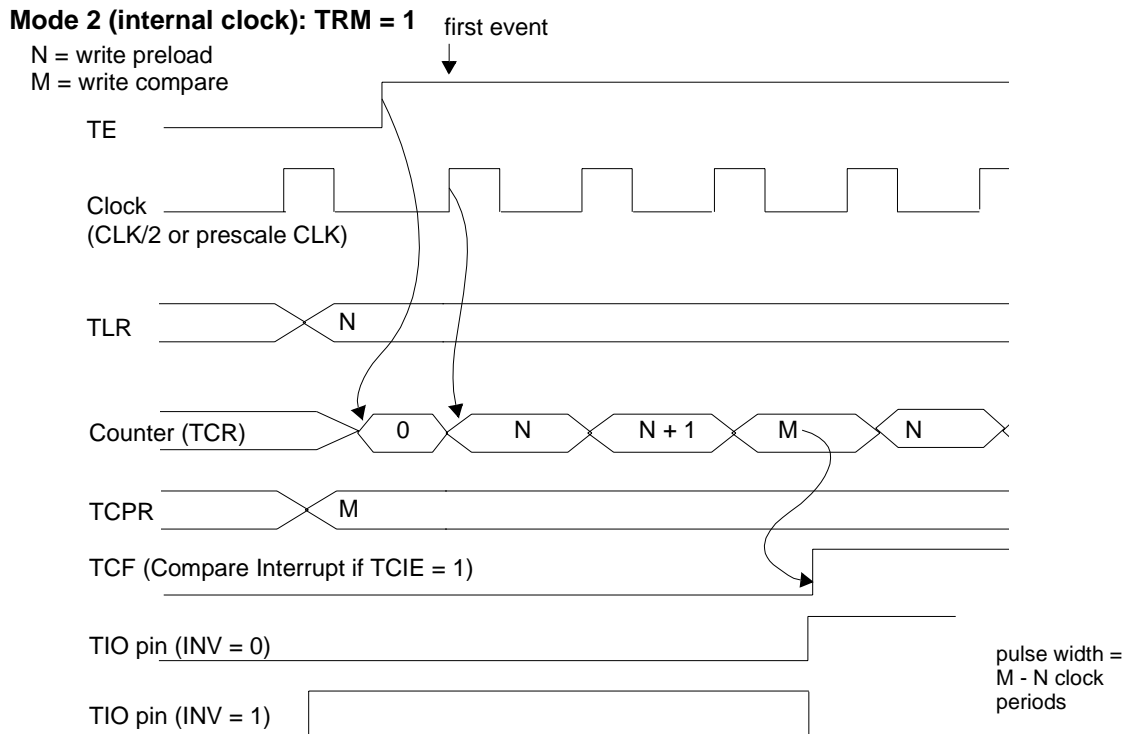 Mode 2 (internal clock): TRM = 1
first event
N = write preload
M = write compare
TE
Clock
(CLK/2 or prescale CLK)
TLR
N
Counter (TCR)
0
N
N + 1
M
N
TCPR
M
TCF (Compare Interrupt if TCIE = 1)
TIO pin (INV = 0)
pulse width =
M - N clock
periods
TIO pin (INV = 1)